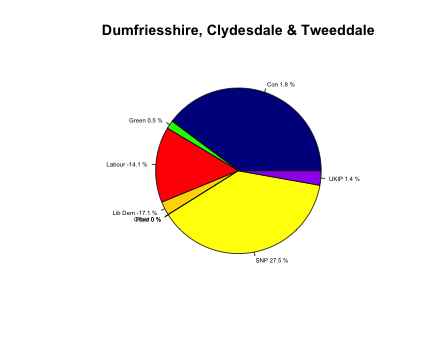 Dumfriesshire, Clydesdale & Tweeddale
Con 1.8 %
Green 0.5 %
Labour -14.1 %
UKIP 1.4 %
Lib Dem -17.1 %
0 %
SNP 27.5 %